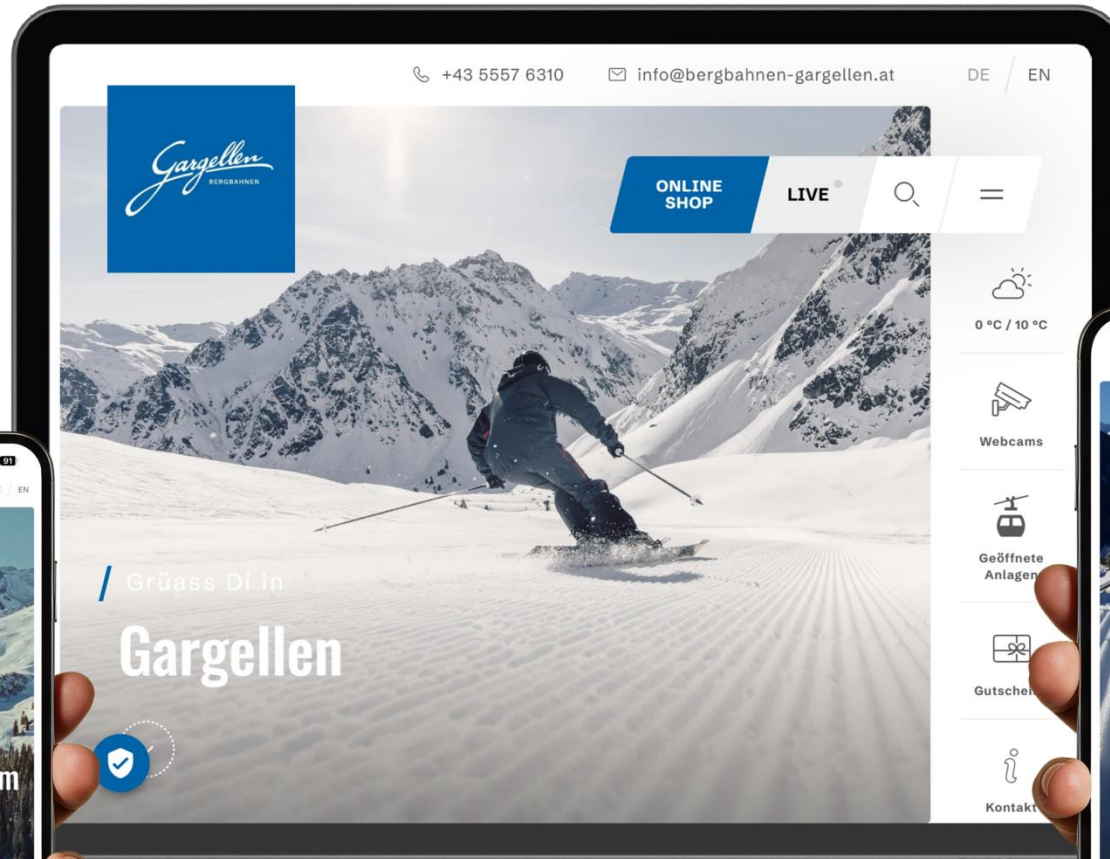 +43 5557 6310
info@bergbahnen-gargellen.at
DE / EN
Gargellen
BERGBAHNEN
ONLINE
SHOP
LIVE
0 °C / 10 °C
Webcams
91
EN
Geöffnete
Anlagen
/ Grüass Di in
Gargellen
Kontakt